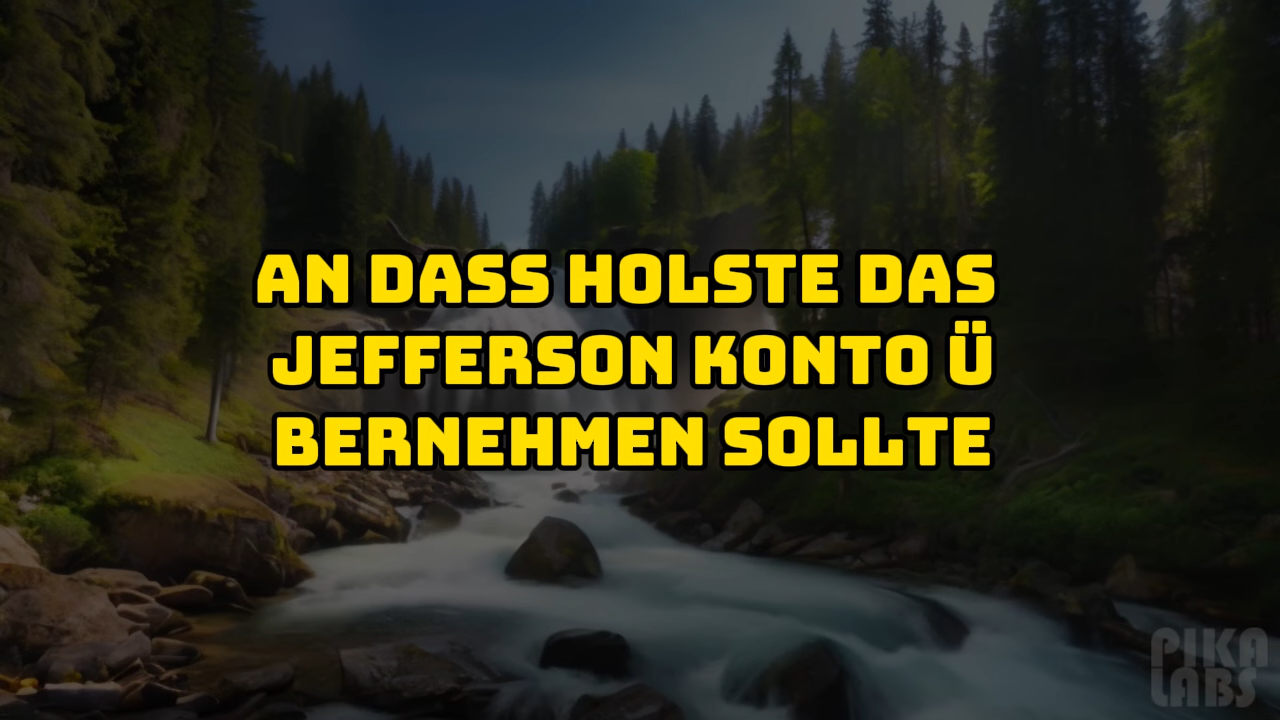 AN DASS HOLSTE DAS
JEFFERSON KONTO Ü
BERNEHMEN SOLLTE
PIKA
LABS